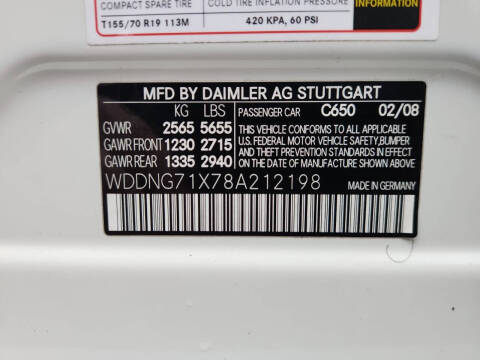 COMPACT SPARE TIRE COLD TIRE INFLATION PRESSURE INFORMATION
T155/70 R19 113M 420 KPA, 60 PSI
MFD BY DAIMLER AG STUTTGART
KG LBS PASSENGER CAR C650 02/08
GVWR 2565 5655 THIS VEHICLE CONFORMS TO ALL APPLICABLE
GAWR FRONT 1230 2715 U.S. FEDERAL MOTOR VEHICLE SAFETY, BUMPER
GAWR REAR 1335 2940 AND THEFT PREVENTION STANDARDS IN EFFECT ON THE DATE OF MANUFACTURE SHOWN ABOVE.
WDDNG71X78A212198